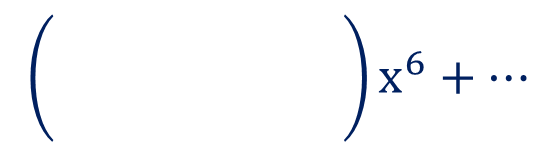 (          )x⁶ + ⋯